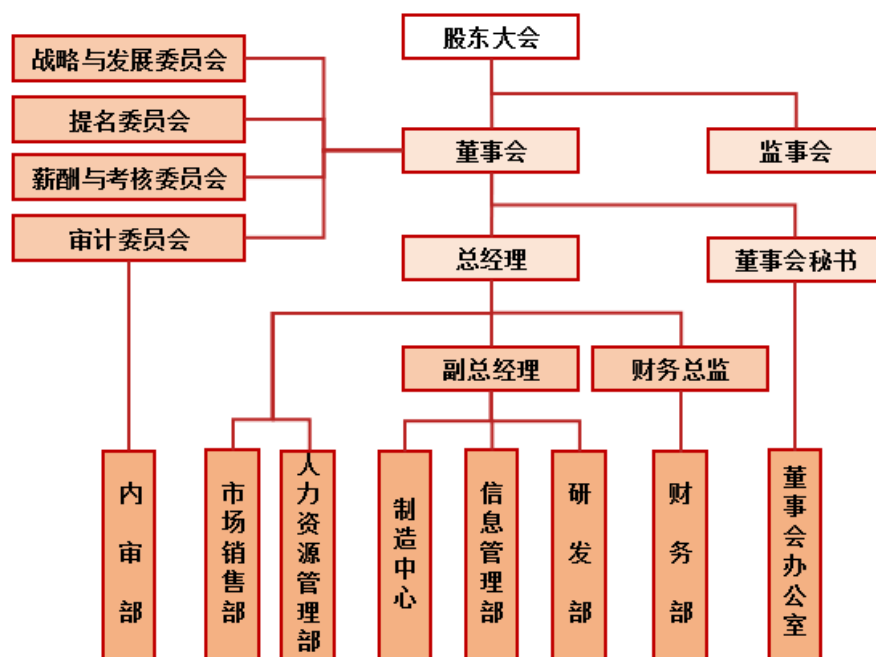 股东大会
战略与发展委员会
提名委员会
董事会
监事会
薪酬与考核委员会
审计委员会
总经理
董事会秘书
副总经理
财务总监
内审部
市场销售部
人力资源管理部
制造中心
信息管理部
研发部
财务部
董事会办公室